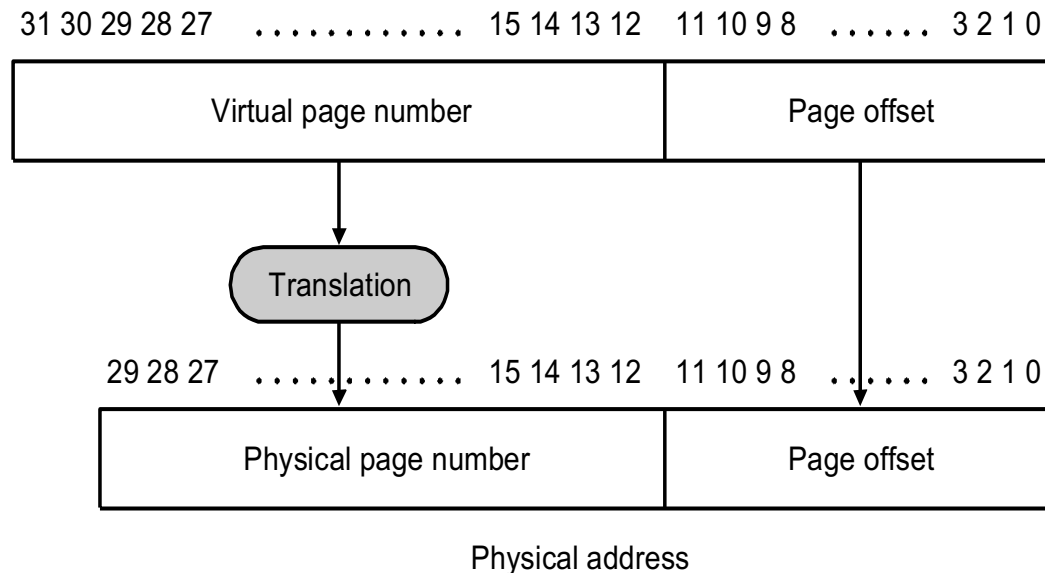 31 30 29 28 27 ............ 15 14 13 12 11 10 9 8 ...... 3 2 1 0
Virtual page number Page offset
Translation
29 28 27 ............ 15 14 13 12 11 10 9 8 ...... 3 2 1 0
Physical page number Page offset
Physical address